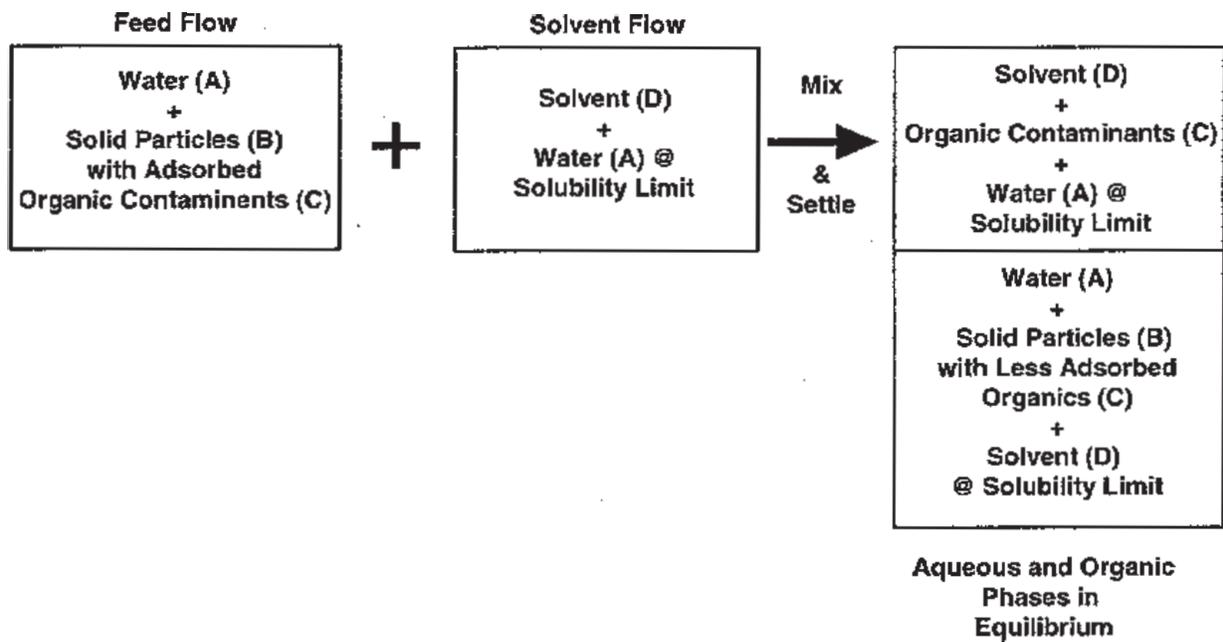 Feed Flow
Water (A)
+
Solid Particles (B)
with Adsorbed
Organic Contaminents (C)
+
Solvent Flow
Solvent (D)
+
Water (A) @
Solubility Limit
Mix
&
Settle
Solvent (D)
+
Organic Contaminants (C)
+
Water (A) @
Solubility Limit
Water (A)
+
Solid Particles (B)
with Less Adsorbed
Organics (C)
+
Solvent (D)
@ Solubility Limit
Aqueous and Organic
Phases in
Equilibrium